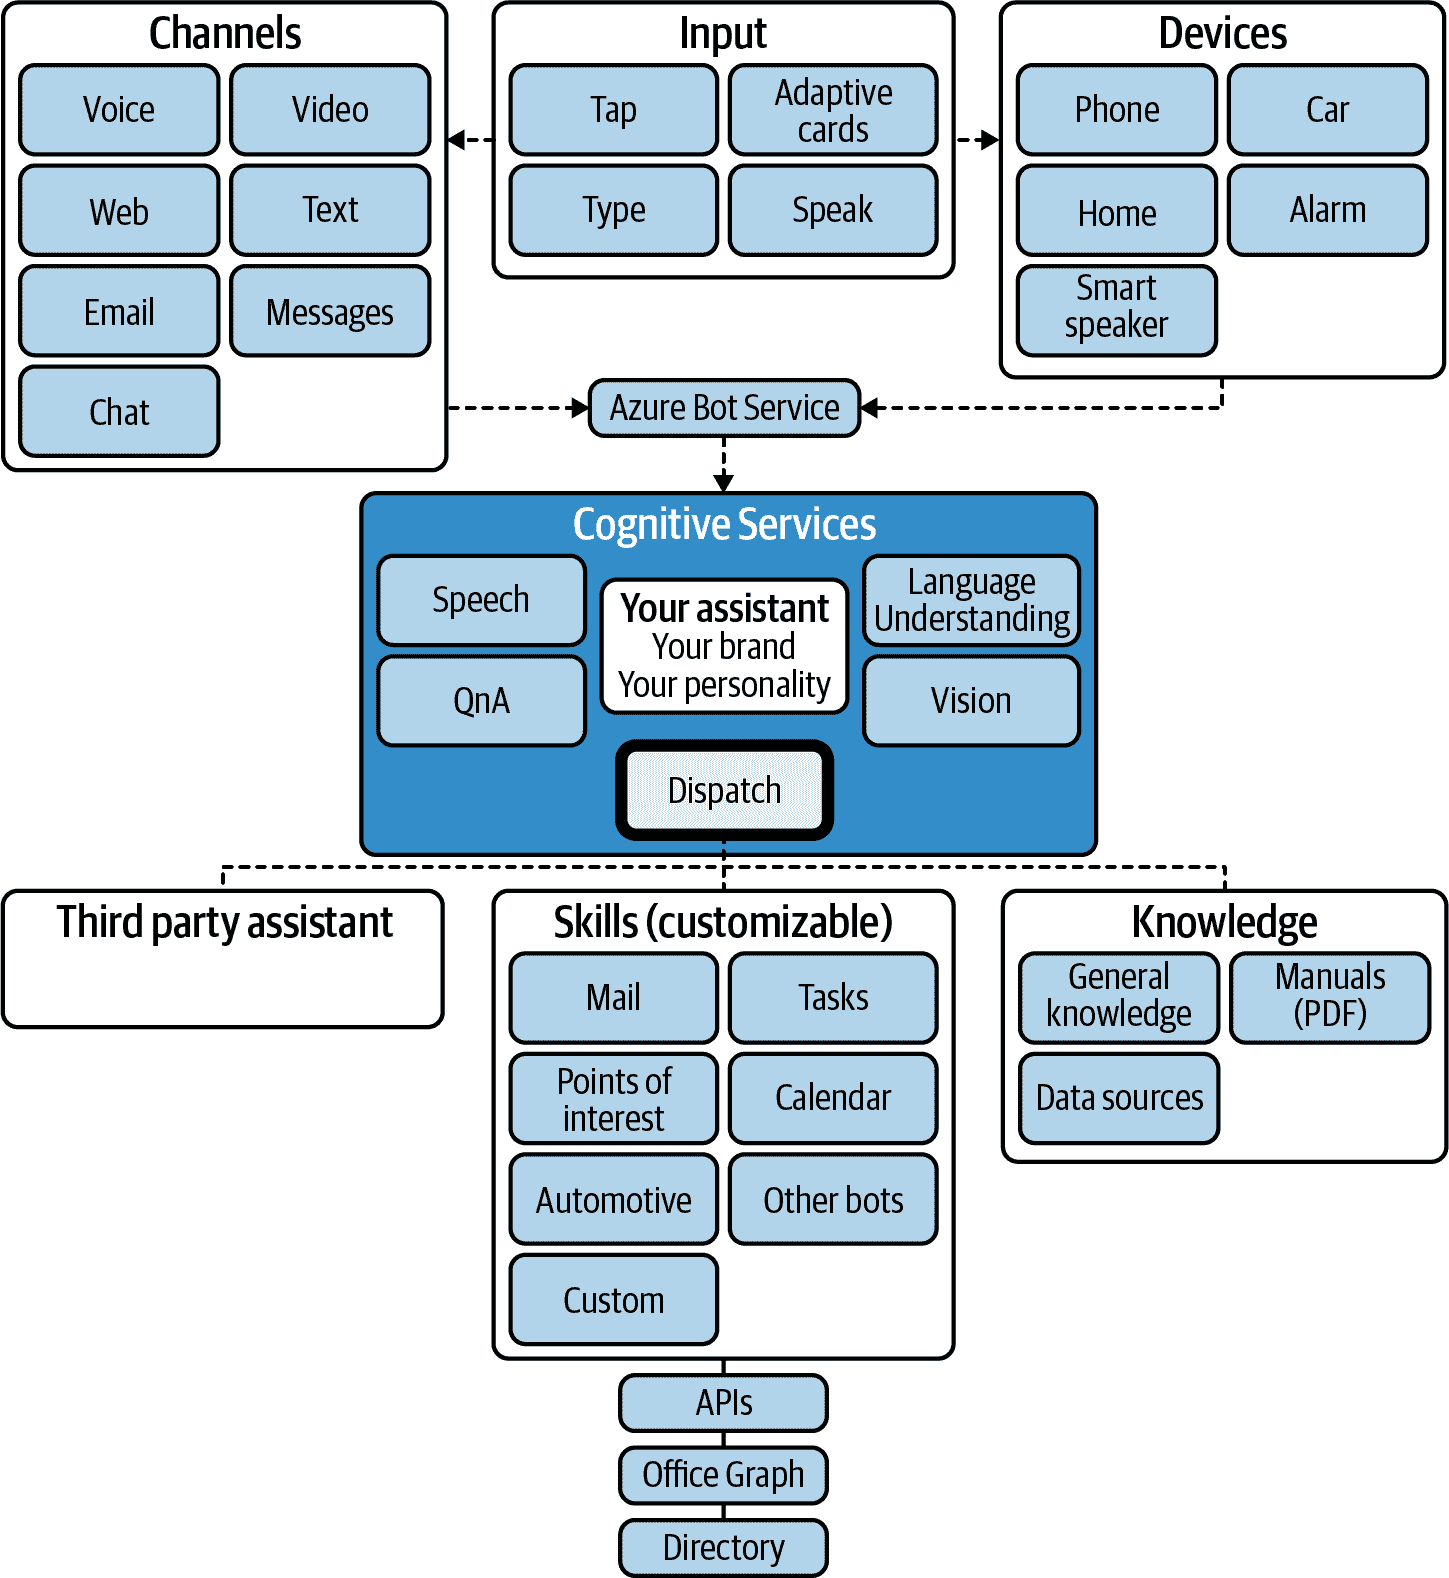 Channels
Voice
Video
Web
Text
Email
Messages
Chat
Input
Tap
Adaptive
cards
Type
Speak
Devices
Phone
Car
Home
Alarm
Smart
speaker
Azure Bot Service
Cognitive Services
Speech
QnA
Your assistant
Your brand
Your personality
Language
Understanding
Vision
Dispatch
Third party assistant
Skills (customizable)
Mail
Tasks
Points of
interest
Calendar
Automotive
Other bots
Custom
Knowledge
General
knowledge
Manuals
(PDF)
Data sources
APIs
Office Graph
Directory